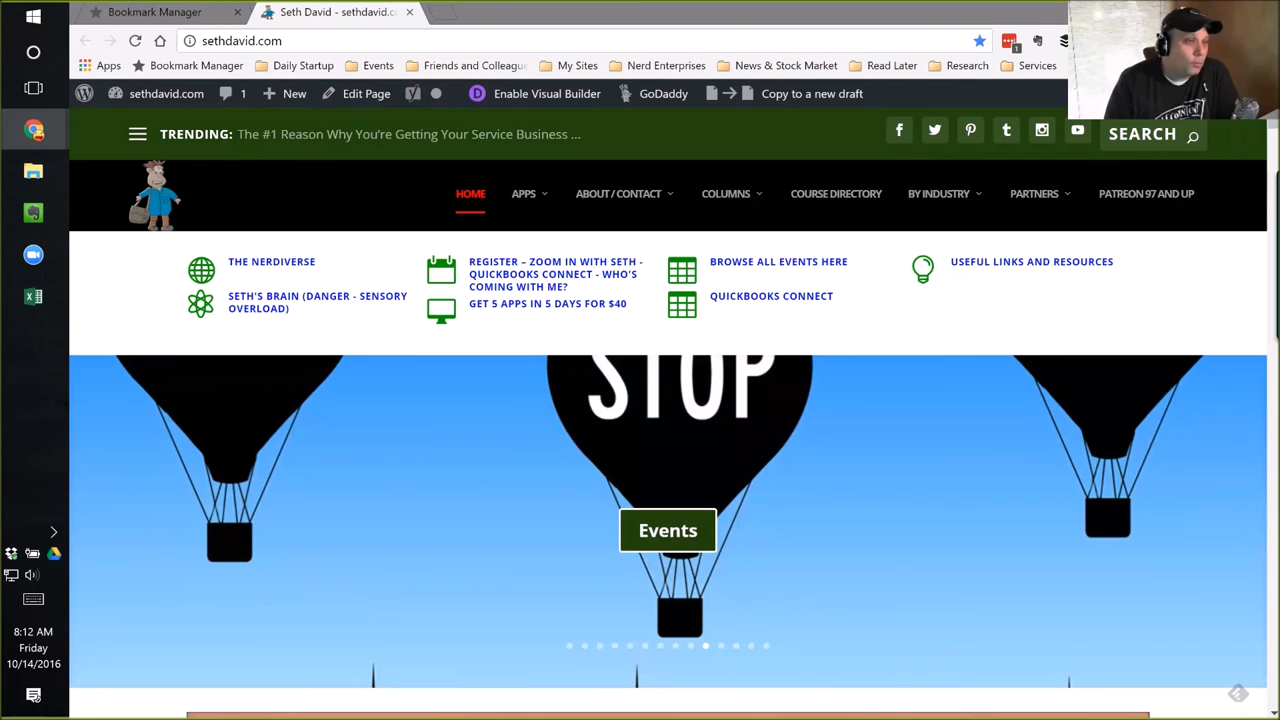 Bookmark Manager
Seth David - sethdavid.c
sethdavid.com
1
Apps
Bookmark Manager
Daily Startup
Events
Friends and Colleagu
My Sites
Nerd Enterprises
News & Stock Market
Read Later
Research
Services
sethdavid.com
1
New
Edit Page
Enable Visual Builder
GoDaddy
Copy to a new draft
TRENDING: The #1 Reason Why You're Getting Your Service Business ...
SEARCH
HOME
APPS
ABOUT / CONTACT
COLUMNS
COURSE DIRECTORY
BY INDUSTRY
PARTNERS
PATREON 97 AND UP
THE NERDIVERSE
SETH'S BRAIN (DANGER - SENSORY
OVERLOAD)
REGISTER – ZOOM IN WITH SETH -
QUICKBOOKS CONNECT - WHO'S
COMING WITH ME?
GET 5 APPS IN 5 DAYS FOR $40
BROWSE ALL EVENTS HERE
QUICKBOOKS CONNECT
USEFUL LINKS AND RESOURCES
STOP
Events
8:12 AM
Friday
10/14/2016